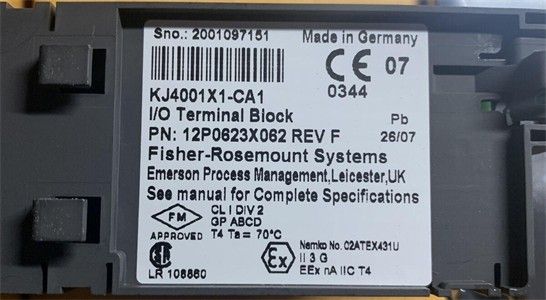 Sno.: 2001097151 Made in Germany
CE 07
0344
KJ4001X1-CA1
I/O Terminal Block Pb
PN: 12P0623X062 REV F 26/07
Fisher-Rosemount Systems
Emerson Process Management,Leicester,UK
See manual for Complete Specifications
FM APPROVED
CL I DIV 2
GP ABCD
T4 Ta = 70°C
LR 108860
Ex
Nemko No. 02ATEX431U
II 3 G
EEx nA IIC T4